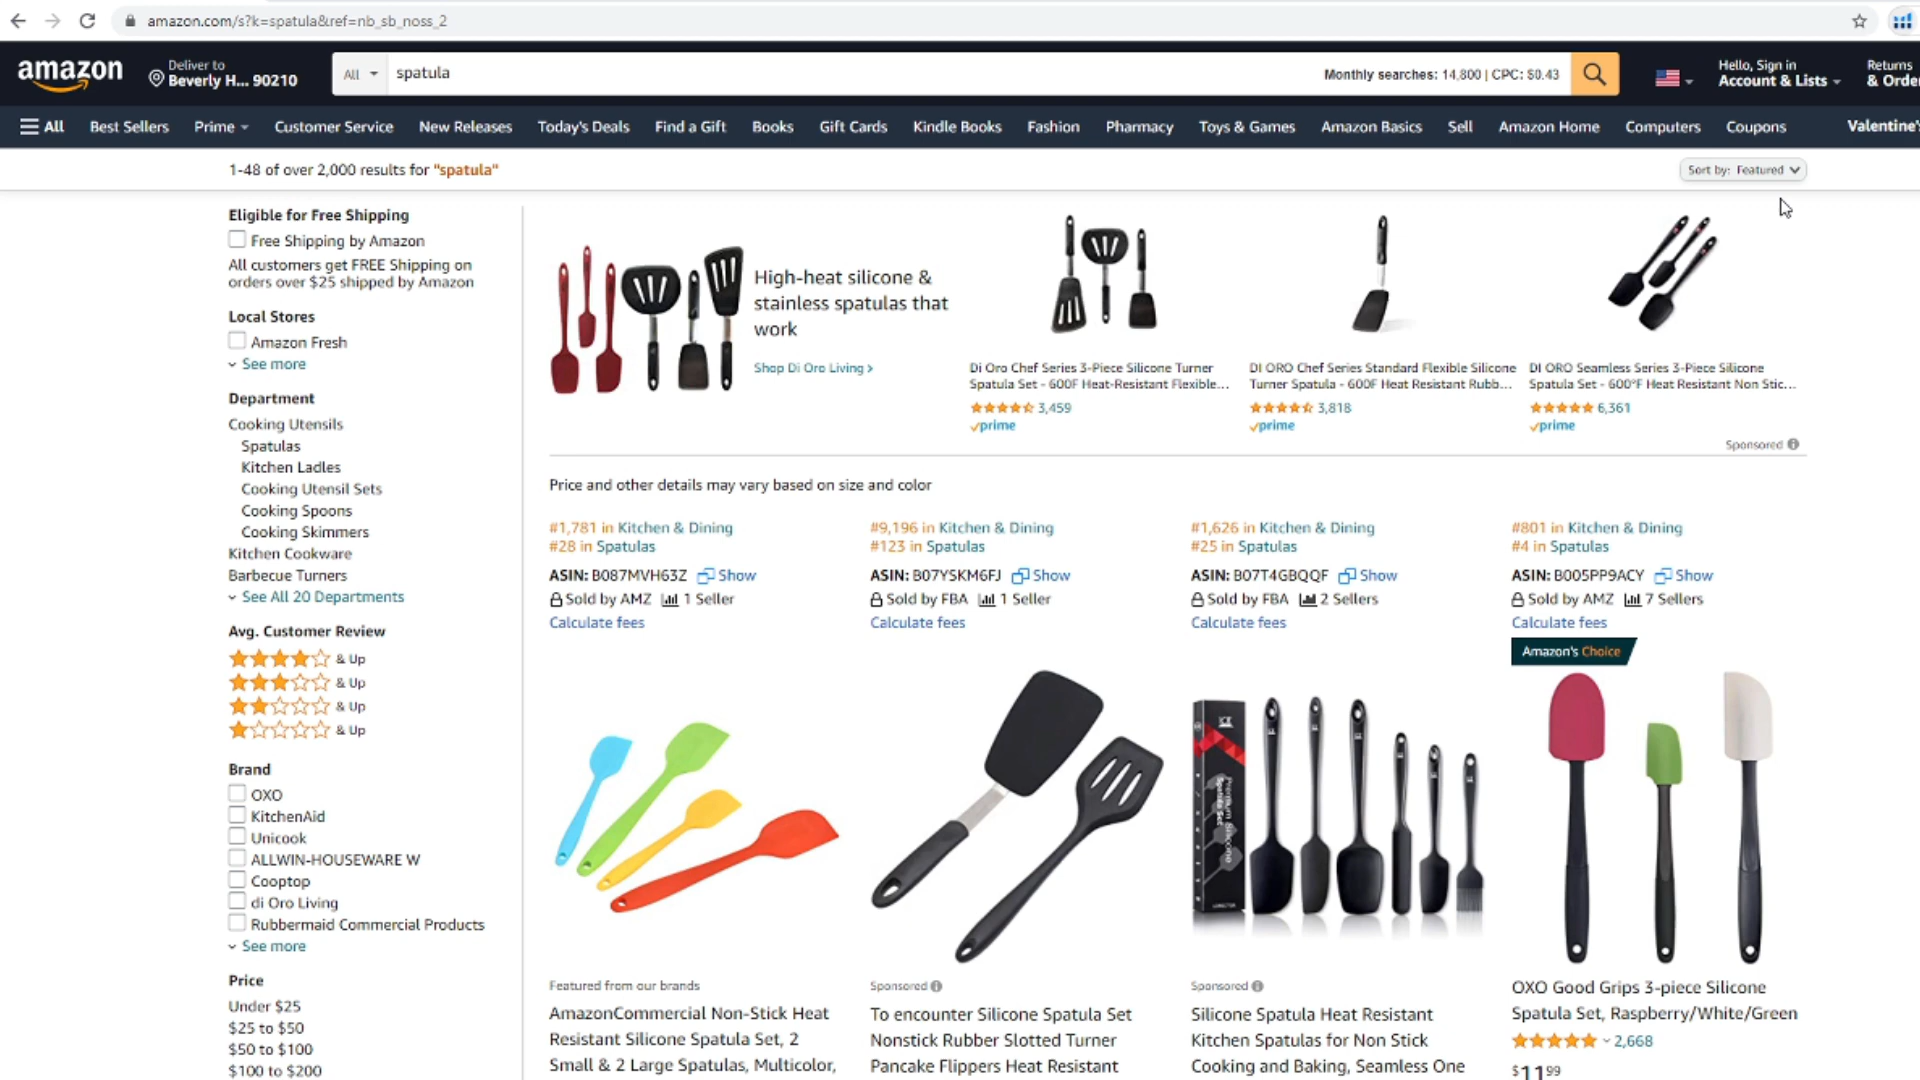 amazon.com/s?k=spatula&ref=nb_sb_noss_2
amazon
Deliver to
Beverly H... 90210
All
spatula
Monthly searches: 14,800 | CPC: $0.43
Hello, Sign in
Account & Lists
Returns
& Order
All
Best Sellers
Prime
Customer Service
New Releases
Today's Deals
Find a Gift
Books
Gift Cards
Kindle Books
Fashion
Pharmacy
Toys & Games
Amazon Basics
Sell
Amazon Home
Computers
Coupons
Valentine's
1-48 of over 2,000 results for "spatula"
Sort by: Featured
Eligible for Free Shipping
Free Shipping by Amazon
All customers get FREE Shipping on
orders over $25 shipped by Amazon
Local Stores
Amazon Fresh
See more
Department
Cooking Utensils
Spatulas
Kitchen Ladles
Cooking Utensil Sets
Cooking Spoons
Cooking Skimmers
Kitchen Cookware
Barbecue Turners
See All 20 Departments
Avg. Customer Review
& Up
& Up
& Up
& Up
Brand
OXO
KitchenAid
Unicook
ALLWIN-HOUSEWARE W
Cooptop
di Oro Living
Rubbermaid Commercial Products
See more
Price
Under $25
$25 to $50
$50 to $100
$100 to $200
High-heat silicone &
stainless spatulas that
work
Shop Di Oro Living ›
Di Oro Chef Series 3-Piece Silicone Turner
Spatula Set - 600F Heat-Resistant Flexible...
3,459
prime
DI ORO Chef Series Standard Flexible Silicone
Turner Spatula - 600F Heat Resistant Rubb...
3,818
prime
DI ORO Seamless Series 3-Piece Silicone
Spatula Set - 600°F Heat Resistant Non Stic...
6,361
prime
Sponsored
Price and other details may vary based on size and color
#1,781 in Kitchen & Dining
#28 in Spatulas
ASIN: B087MVH63Z Show
Sold by AMZ 1 Seller
Calculate fees
Featured from our brands
AmazonCommercial Non-Stick Heat
Resistant Silicone Spatula Set, 2
Small & 2 Large Spatulas, Multicolor,
#9,196 in Kitchen & Dining
#123 in Spatulas
ASIN: B07YSKM6FJ Show
Sold by FBA 1 Seller
Calculate fees
Sponsored
To encounter Silicone Spatula Set
Nonstick Rubber Slotted Turner
Pancake Flippers Heat Resistant
#1,626 in Kitchen & Dining
#25 in Spatulas
ASIN: B07T4GBQQF Show
Sold by FBA 2 Sellers
Calculate fees
Premium Silicone
Spatula Set
Sponsored
Silicone Spatula Heat Resistant
Kitchen Spatulas for Non Stick
Cooking and Baking, Seamless One
#801 in Kitchen & Dining
#4 in Spatulas
ASIN: B005PP9ACY Show
Sold by AMZ 7 Sellers
Calculate fees
Amazon's Choice
OXO Good Grips 3-piece Silicone
Spatula Set, Raspberry/White/Green
2,668
$1199